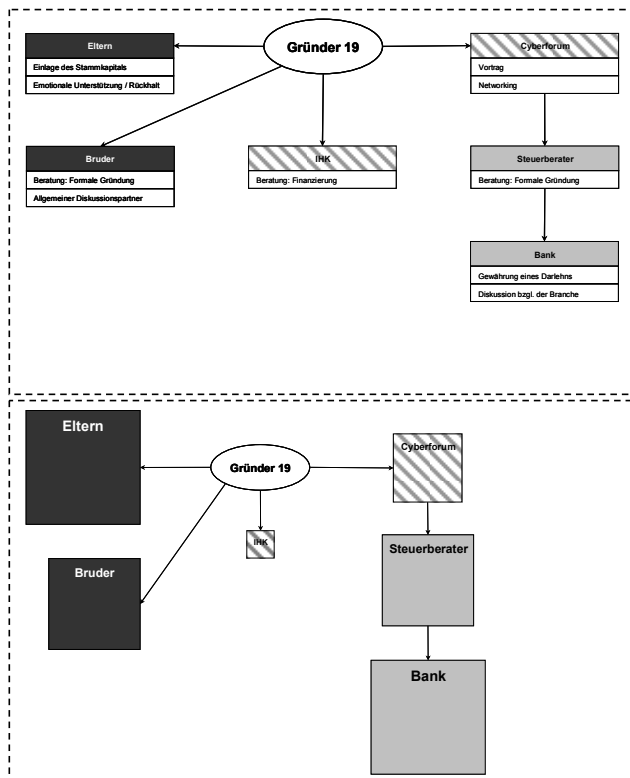 Gründer 19
Eltern
Einlage des Stammkapitals
Emotionale Unterstützung / Rückhalt
Cyberforum
Vortrag
Networking
Bruder
Beratung: Formale Gründung
Allgemeiner Diskussionspartner
IHK
Beratung: Finanzierung
Steuerberater
Beratung: Formale Gründung
Bank
Gewährung eines Darlehns
Diskussion bzgl. der Branche
Eltern
Gründer 19
Cyberforum
IHK
Steuerberater
Bruder
Bank